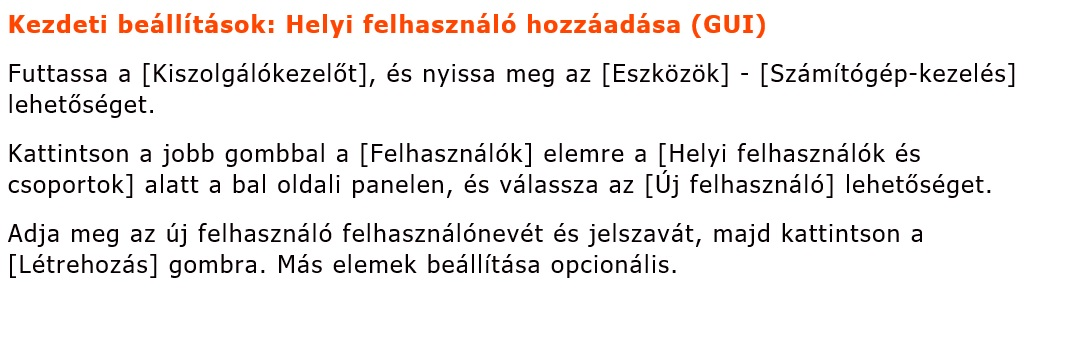 Kezdeti beállítások: Helyi felhasználó hozzáadása (GUI)
Futtassa a [Kiszolgálókezelőt], és nyissa meg az [Eszközök] - [Számítógép-kezelés]
lehetőséget.
Kattintson a jobb gombbal a [Felhasználók] elemre a [Helyi felhasználók és
csoportok] alatt a bal oldali panelen, és válassza az [Új felhasználó] lehetőséget.
Adja meg az új felhasználó felhasználónevét és jelszavát, majd kattintson a
[Létrehozás] gombra. Más elemek beállítása opcionális.